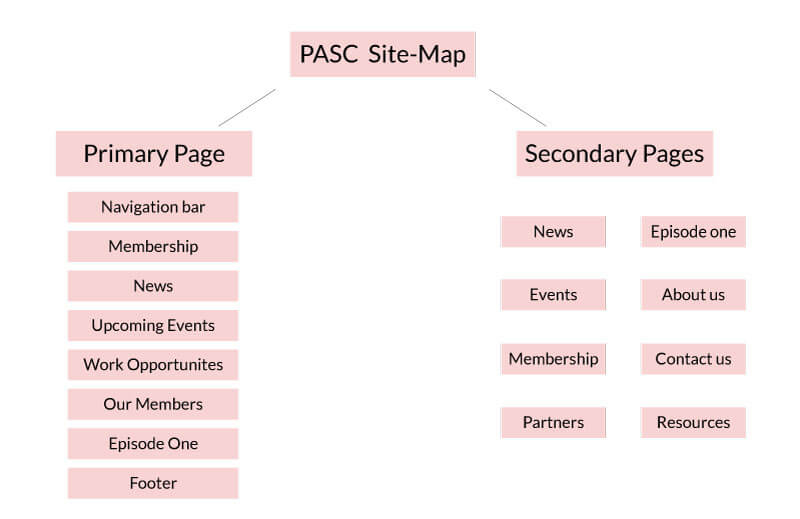 PASC Site-Map
Primary Page
Navigation bar
Membership
News
Upcoming Events
Work Opportunites
Our Members
Episode One
Footer
Secondary Pages
News
Episode one
Events
About us
Membership
Contact us
Partners
Resources